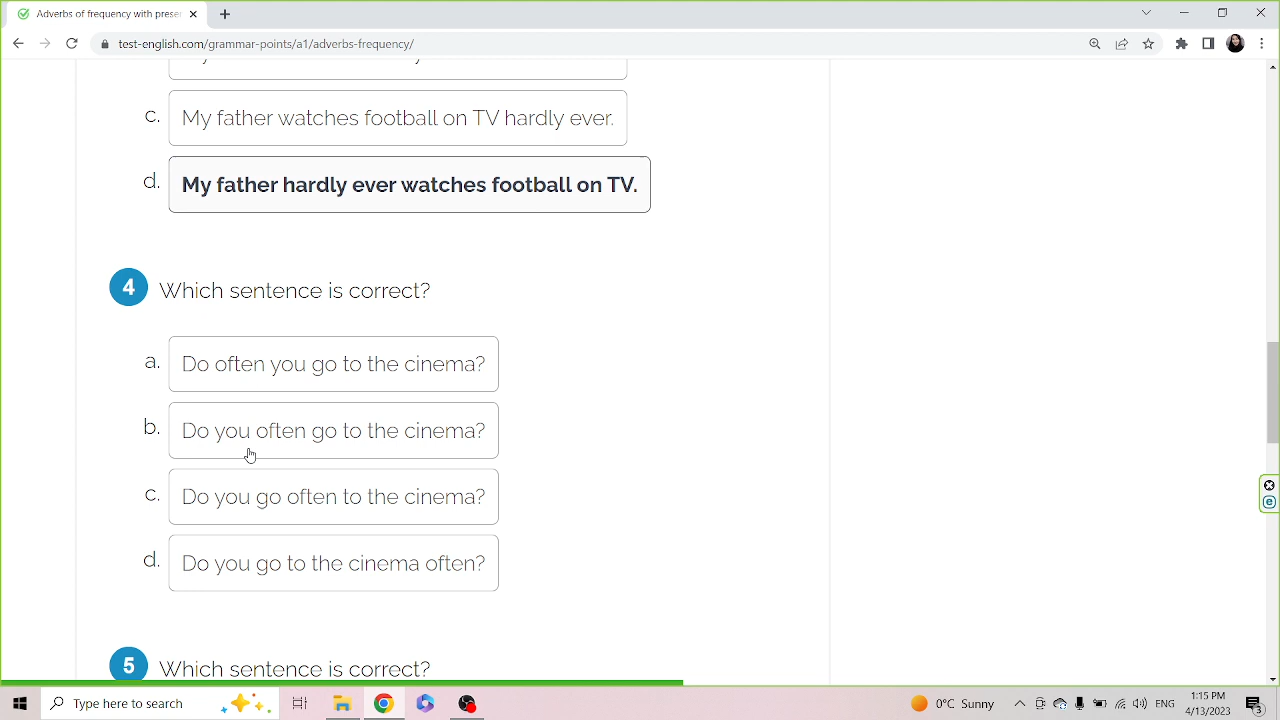 Adverbs of frequency with prese
test-english.com/grammar-points/a1/adverbs-frequency/
c. My father watches football on TV hardly ever.
d. My father hardly ever watches football on TV.
4 Which sentence is correct?
a. Do often you go to the cinema?
b. Do you often go to the cinema?
c. Do you go often to the cinema?
d. Do you go to the cinema often?
5 Which sentence is correct?
Type here to search
0°C Sunny
ENG
1:15 PM
4/13/2023
3